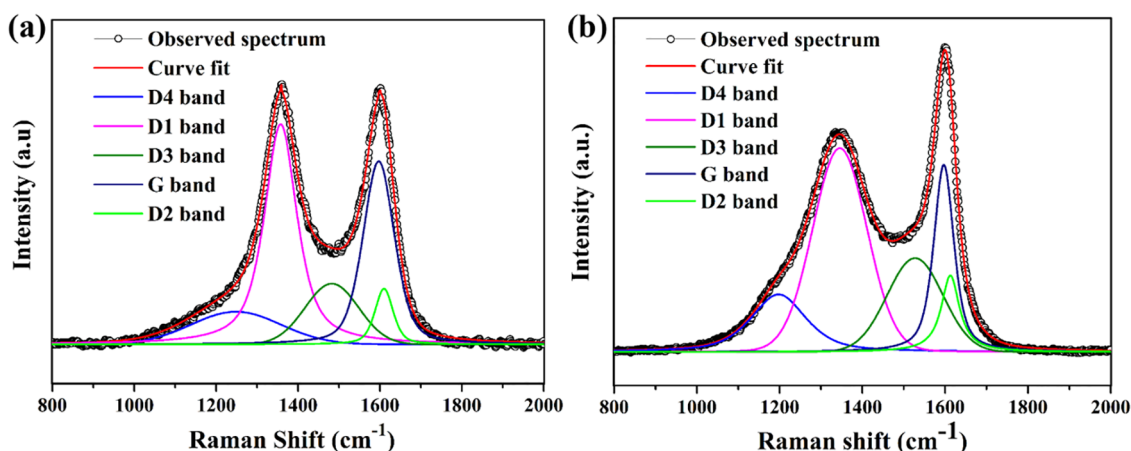 (a)
Observed spectrum
Curve fit
D4 band
D1 band
D3 band
G band
D2 band
Intensity (a.u)
800 1000 1200 1400 1600 1800 2000
Raman Shift (cm⁻¹)
(b)
Observed spectrum
Curve fit
D4 band
D1 band
D3 band
G band
D2 band
Intensity (a.u.)
800 1000 1200 1400 1600 1800 2000
Raman shift (cm⁻¹)